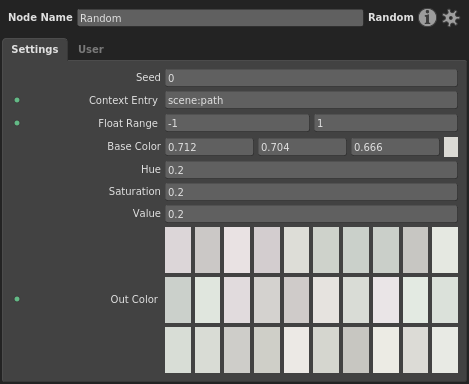 Node Name Random Random i
Settings User
Seed 0
Context Entry scene:path
Float Range -1 1
Base Color 0.712 0.704 0.666
Hue 0.2
Saturation 0.2
Value 0.2
Out Color